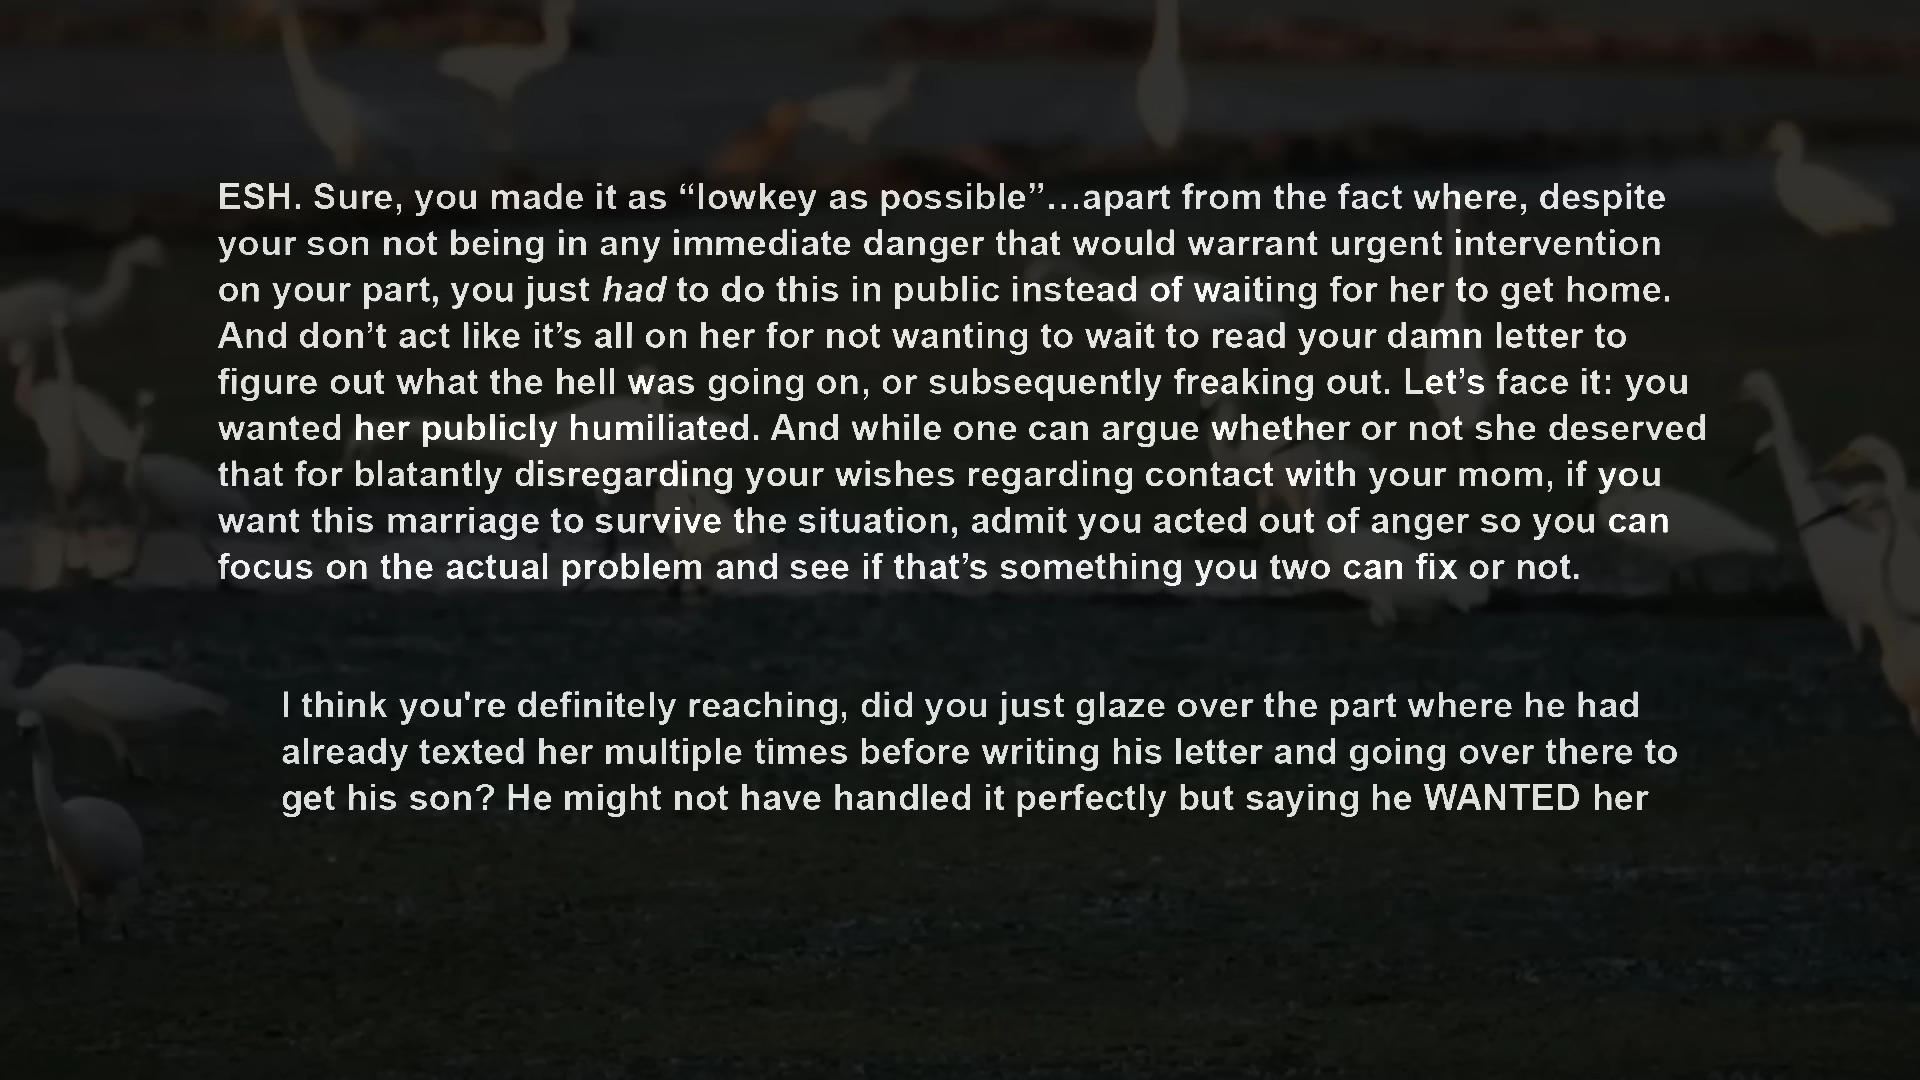 ESH. Sure, you made it as “lowkey as possible”…apart from the fact where, despite
your son not being in any immediate danger that would warrant urgent intervention
on your part, you just had to do this in public instead of waiting for her to get home.
And don’t act like it’s all on her for not wanting to wait to read your damn letter to
figure out what the hell was going on, or subsequently freaking out. Let’s face it: you
wanted her publicly humiliated. And while one can argue whether or not she deserved
that for blatantly disregarding your wishes regarding contact with your mom, if you
want this marriage to survive the situation, admit you acted out of anger so you can
focus on the actual problem and see if that’s something you two can fix or not.
I think you're definitely reaching, did you just glaze over the part where he had
already texted her multiple times before writing his letter and going over there to
get his son? He might not have handled it perfectly but saying he WANTED her